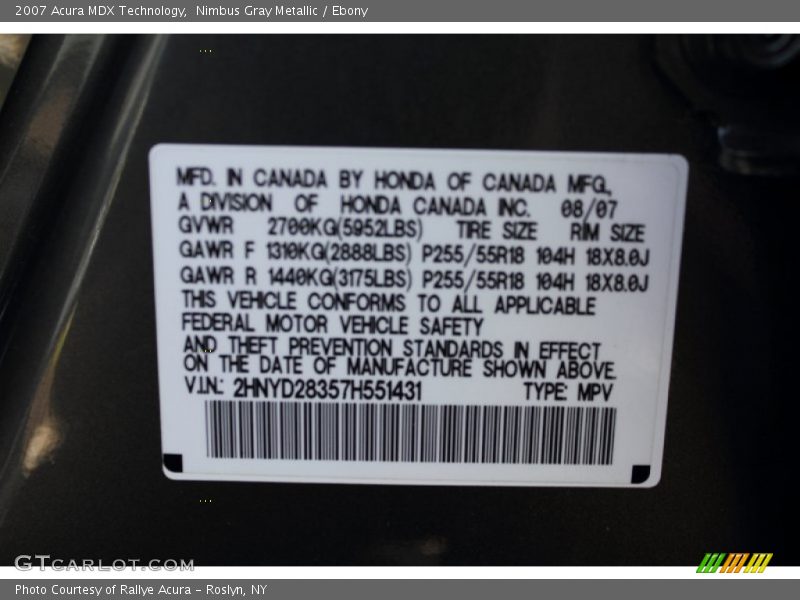 2007 Acura MDX Technology, Nimbus Gray Metallic / Ebony
MFD. IN CANADA BY HONDA OF CANADA MFG.,
A DIVISION OF HONDA CANADA INC. 08/07
GVWR 2700KG(5952LBS) TIRE SIZE RIM SIZE
GAWR F 1310KG(2888LBS) P255/55R18 104H 18X8.0J
GAWR R 1440KG(3175LBS) P255/55R18 104H 18X8.0J
THIS VEHICLE CONFORMS TO ALL APPLICABLE
FEDERAL MOTOR VEHICLE SAFETY
AND THEFT PREVENTION STANDARDS IN EFFECT
ON THE DATE OF MANUFACTURE SHOWN ABOVE.
V.I.N.: 2HNYD28357H551431 TYPE: MPV
GTCARLOT.COM
Photo Courtesy of Rallye Acura - Roslyn, NY